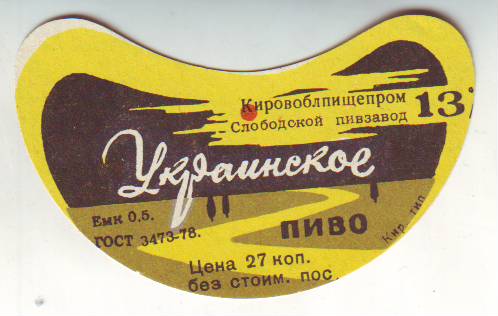 Кировоблпищепром
Слободской пивзавод
13
Украинское
Емк 0,5.
ГОСТ 3473-78.
пиво
Цена 27 коп.
без стоим. пос.
Кир. тип.